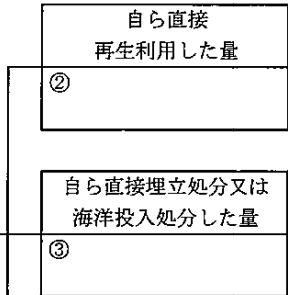 自ら直接
再生利用した量
②
自ら直接埋立処分又は
海洋投入処分した量
③